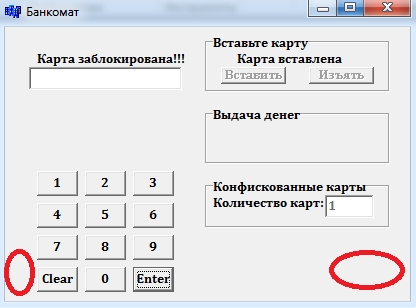 Банкомат
Карта заблокирована!!!
Вставьте карту
Карта вставлена
Вставить Изъять
Выдача денег
Конфискованные карты
Количество карт: 1
1 2 3
4 5 6
7 8 9
Clear 0 Enter